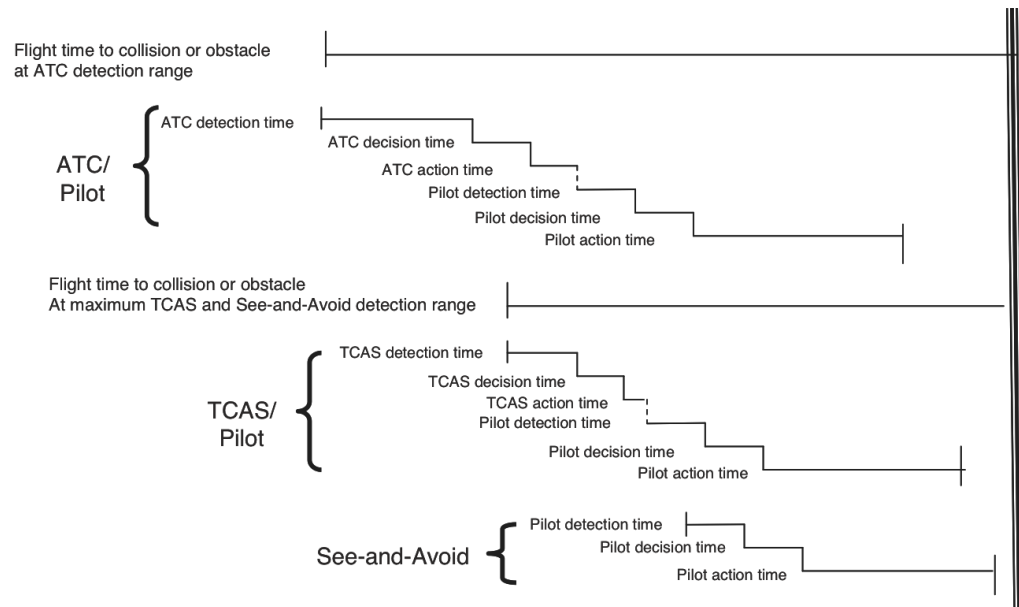 Flight time to collision or obstacle
at ATC detection range
ATC detection time
ATC decision time
ATC/
Pilot
ATC action time
Pilot detection time
Pilot decision time
Pilot action time
Flight time to collision or obstacle
At maximum TCAS and See-and-Avoid detection range
TCAS detection time
TCAS decision time
TCAS action time
TCAS/
Pilot
Pilot detection time
Pilot decision time
Pilot action time
Pilot detection time
See-and-Avoid
Pilot decision time
Pilot action time